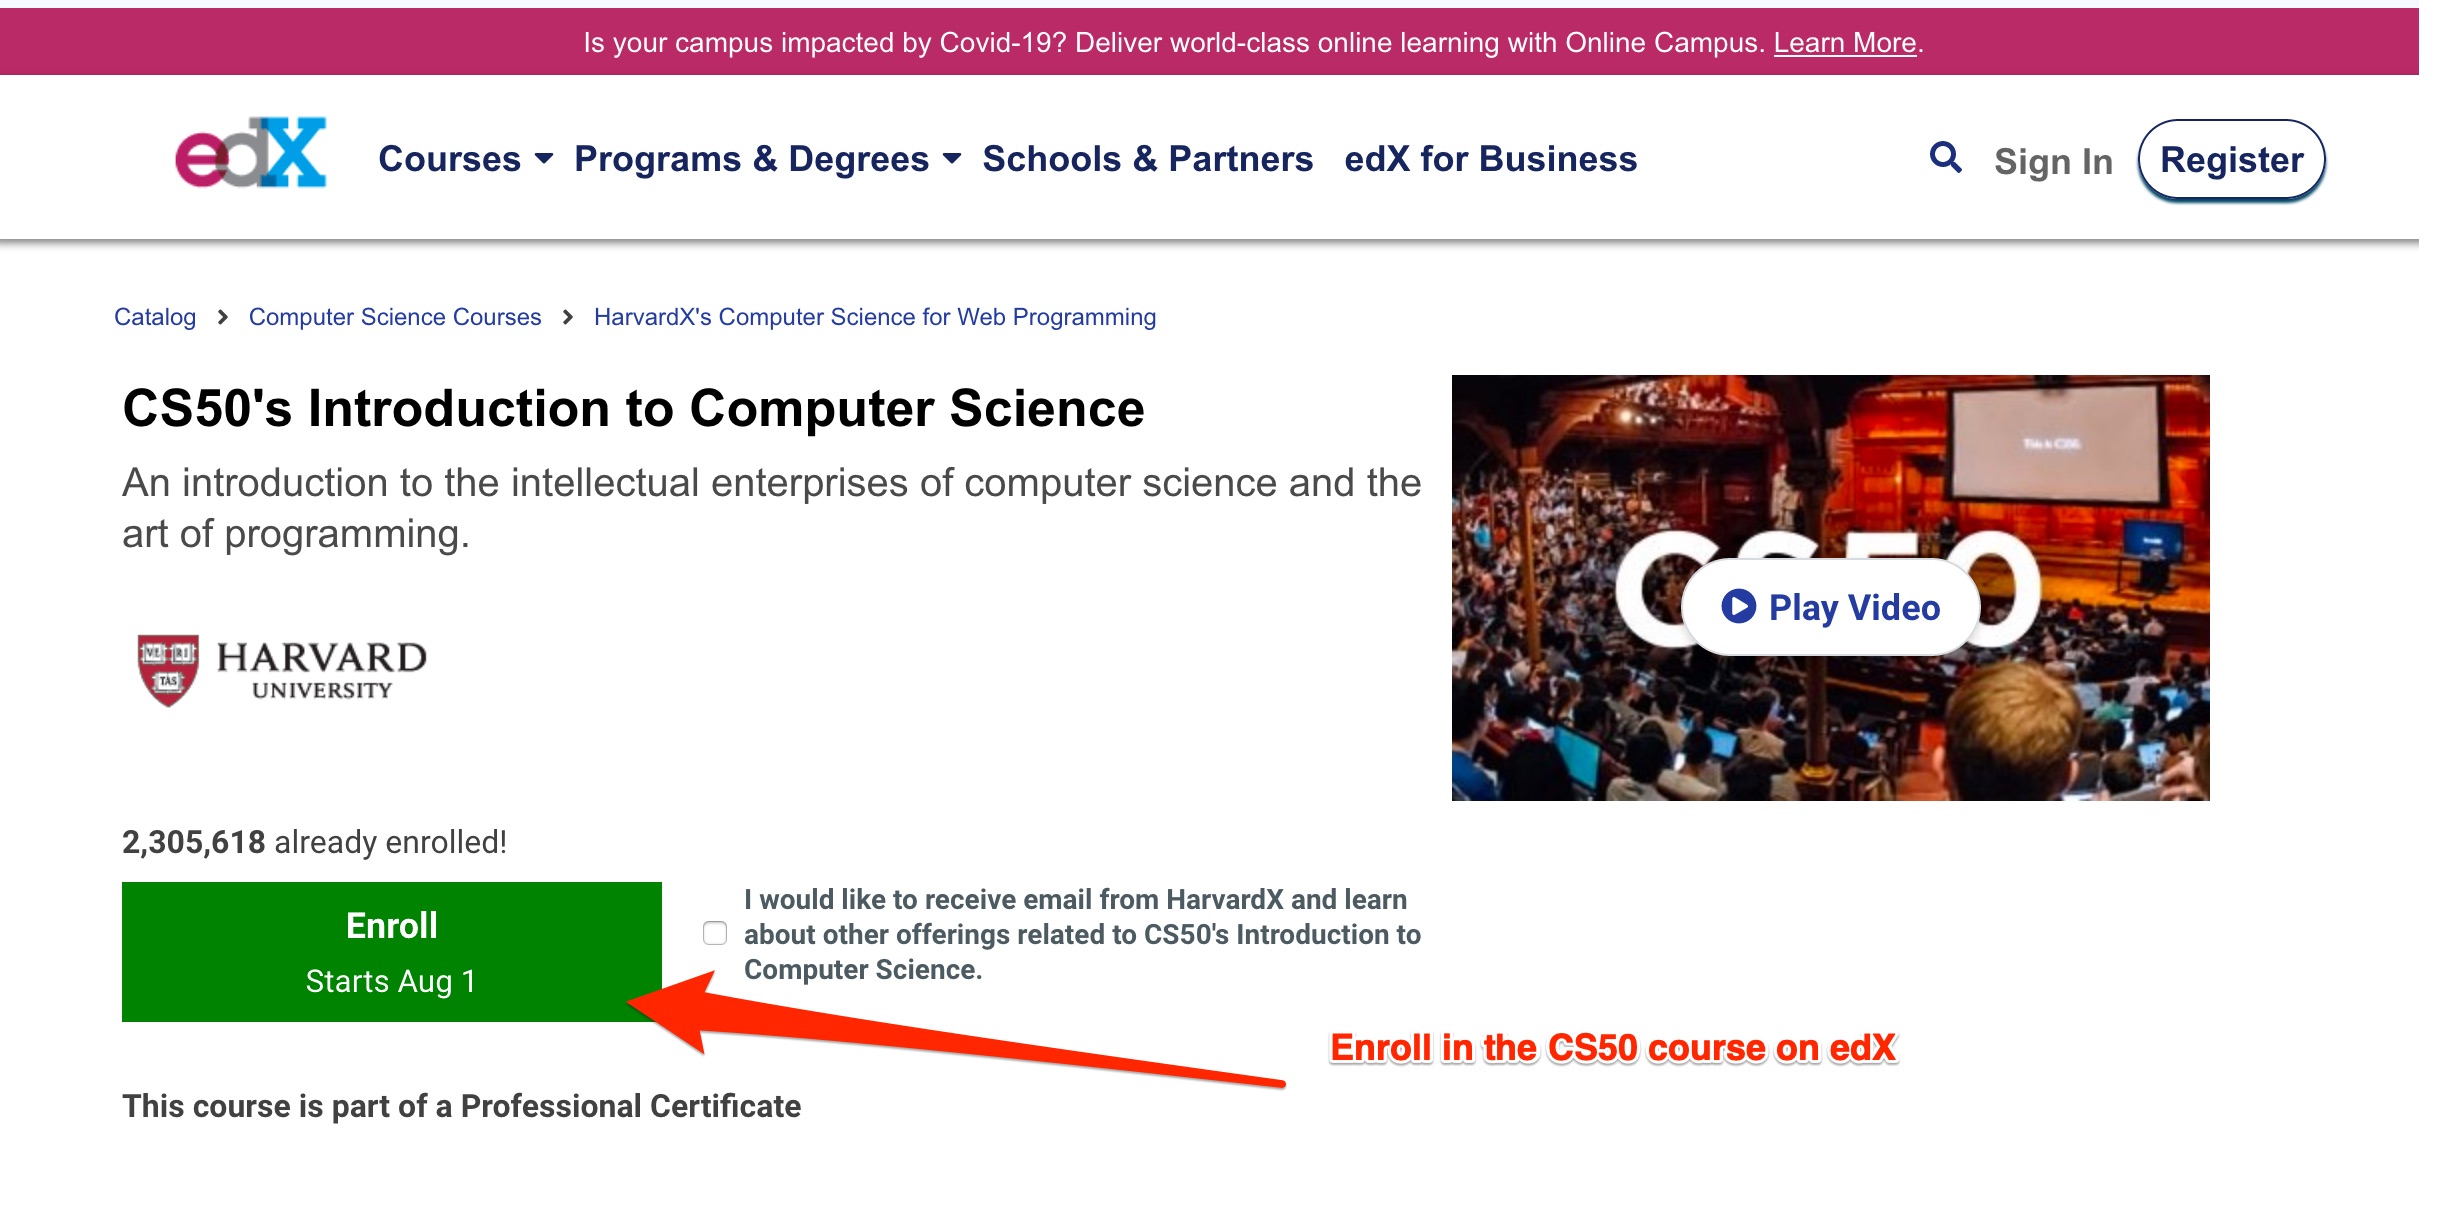 Is your campus impacted by Covid-19? Deliver world-class online learning with Online Campus. Learn More.
edX
Courses
Programs & Degrees
Schools & Partners
edX for Business
Sign In
Register
Catalog
Computer Science Courses
HarvardX's Computer Science for Web Programming
CS50's Introduction to Computer Science
An introduction to the intellectual enterprises of computer science and the
art of programming.
This is CS50.
CS50
Play Video
VE RI
TAS
HARVARD
UNIVERSITY
2,305,618 already enrolled!
Enroll
Starts Aug 1
I would like to receive email from HarvardX and learn
about other offerings related to CS50's Introduction to
Computer Science.
Enroll in the CS50 course on edX
This course is part of a Professional Certificate